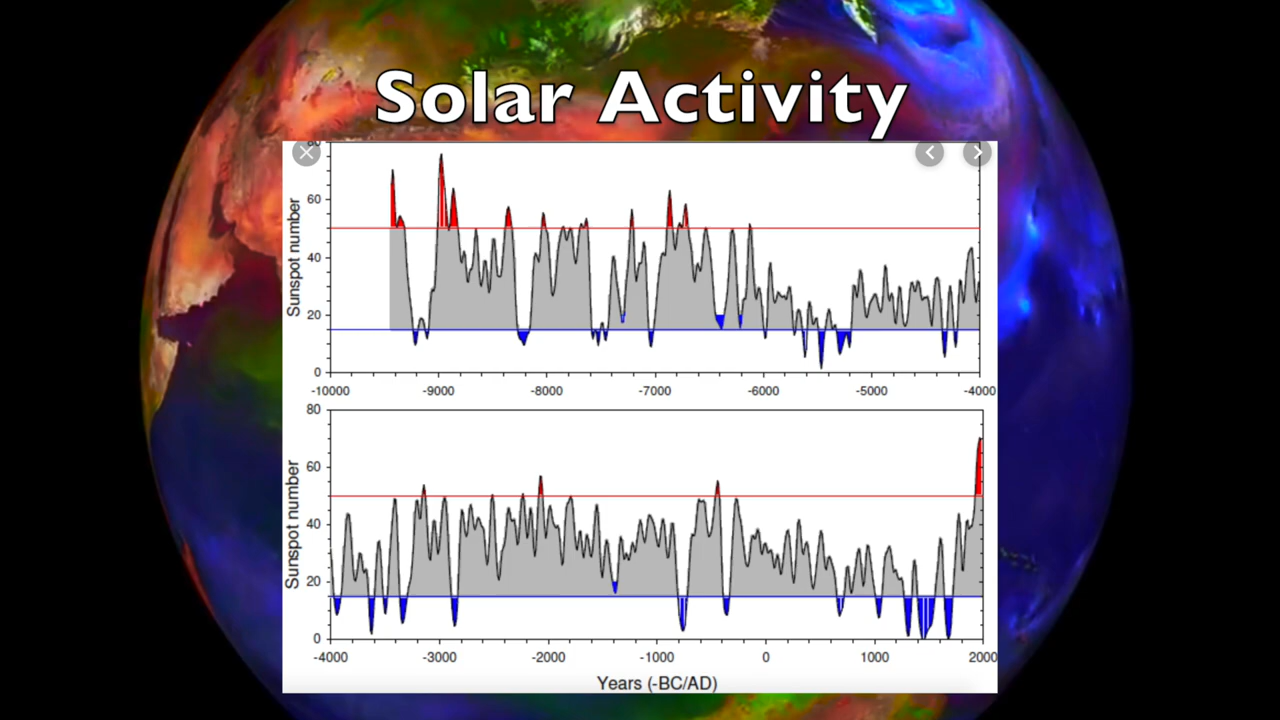 Solar Activity
80
60
40
20
0
Sunspot number
-10000 -9000 -8000 -7000 -6000 -5000 -4000
80
60
40
20
0
Sunspot number
-4000 -3000 -2000 -1000 0 1000 2000
Years (-BC/AD)